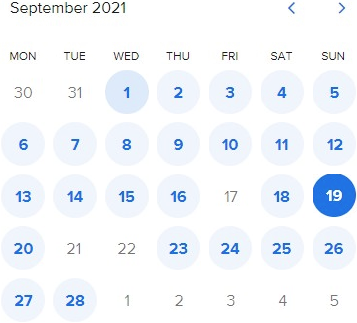 September 2021
MON TUE WED THU FRI SAT SUN
30 31 1 2 3 4 5
6 7 8 9 10 11 12
13 14 15 16 17 18 19
20 21 22 23 24 25 26
27 28 1 2 3 4 5